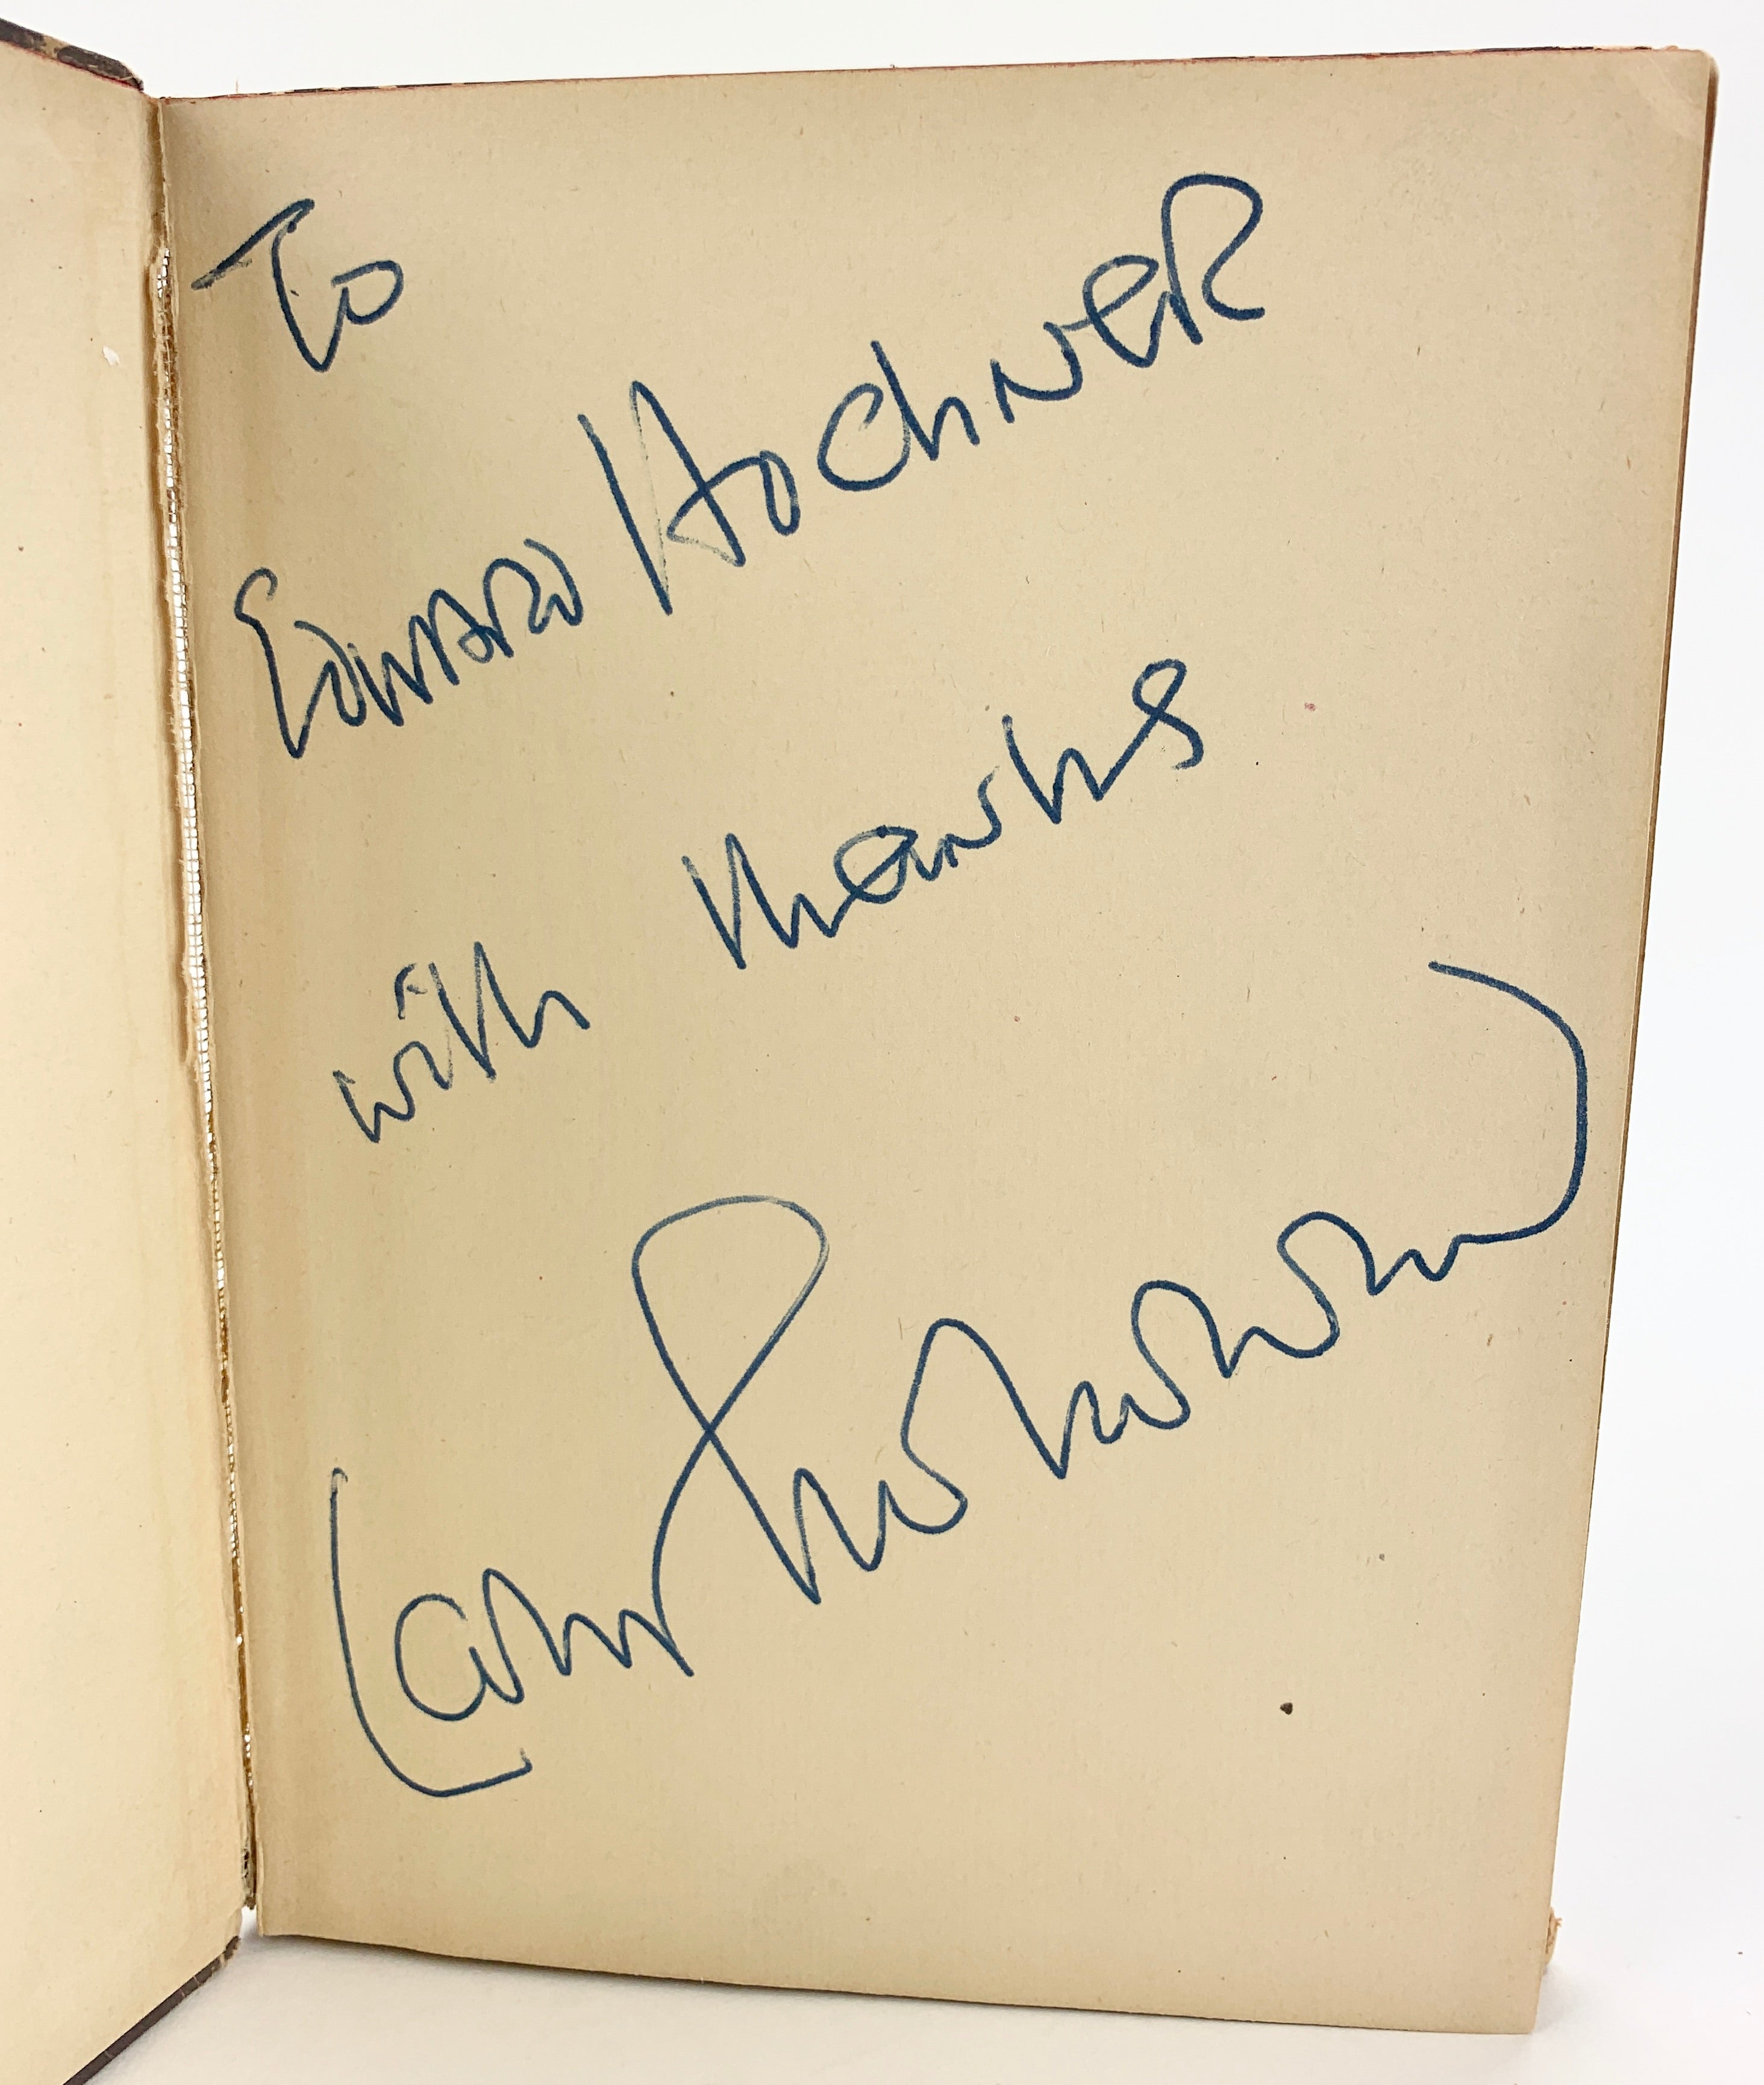 To
Edward Hochner
with thanks